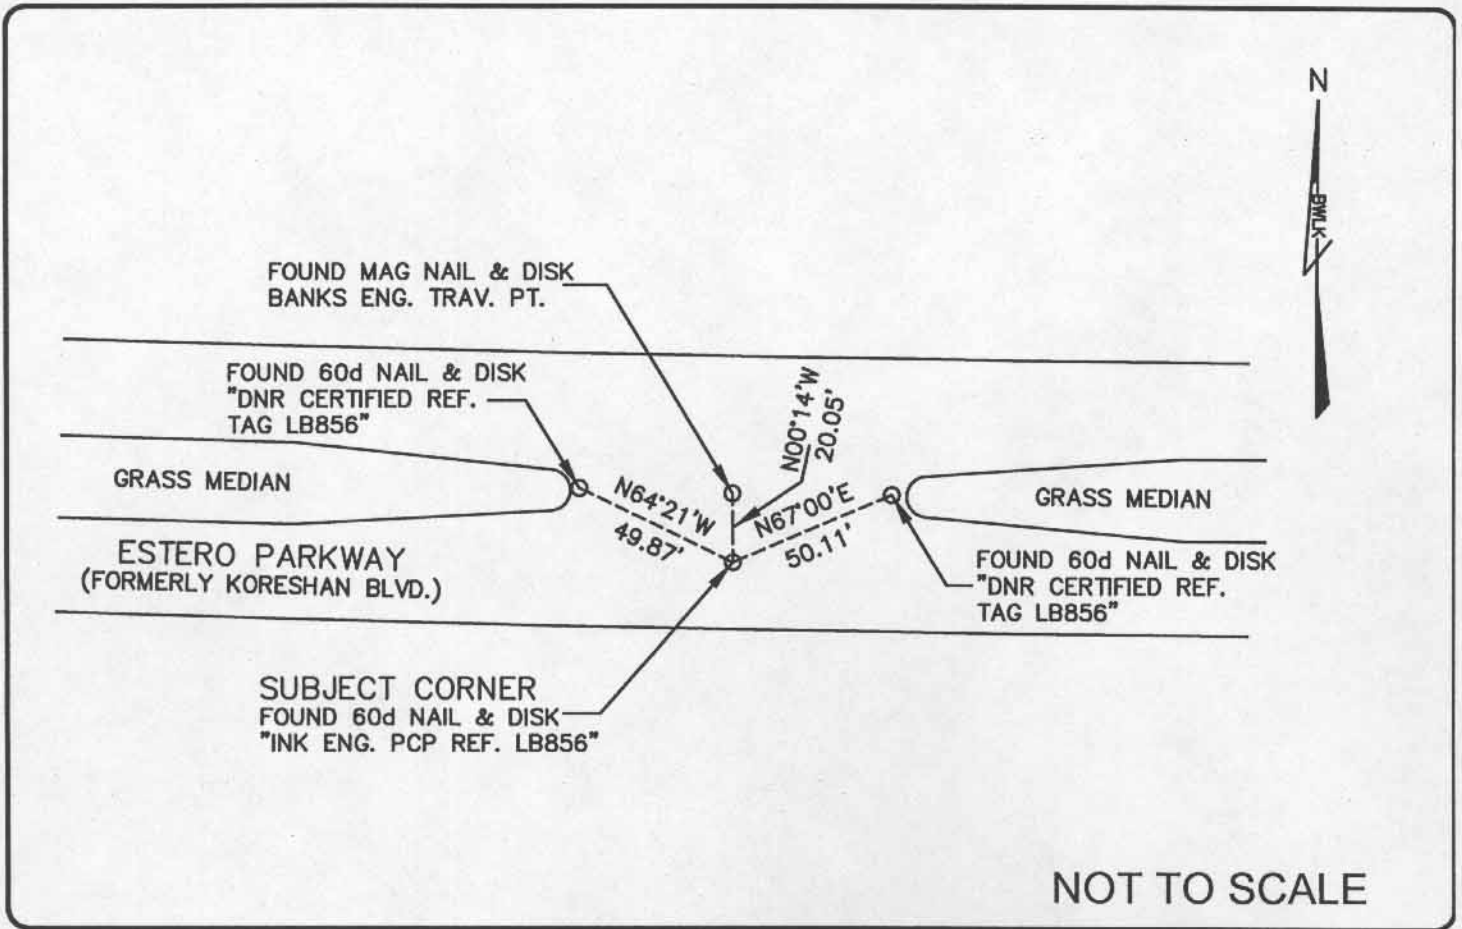 N
BWLK
FOUND MAG NAIL & DISK
BANKS ENG. TRAV. PT.
FOUND 60d NAIL & DISK
"DNR CERTIFIED REF.
TAG LB856"
N00°14'W
20.05'
GRASS MEDIAN
N64°21'W
49.87'
N67°00'E
50.11'
GRASS MEDIAN
ESTERO PARKWAY
(FORMERLY KORESHAN BLVD.)
FOUND 60d NAIL & DISK
"DNR CERTIFIED REF.
TAG LB856"
SUBJECT CORNER
FOUND 60d NAIL & DISK
"INK ENG. PCP REF. LB856"
NOT TO SCALE